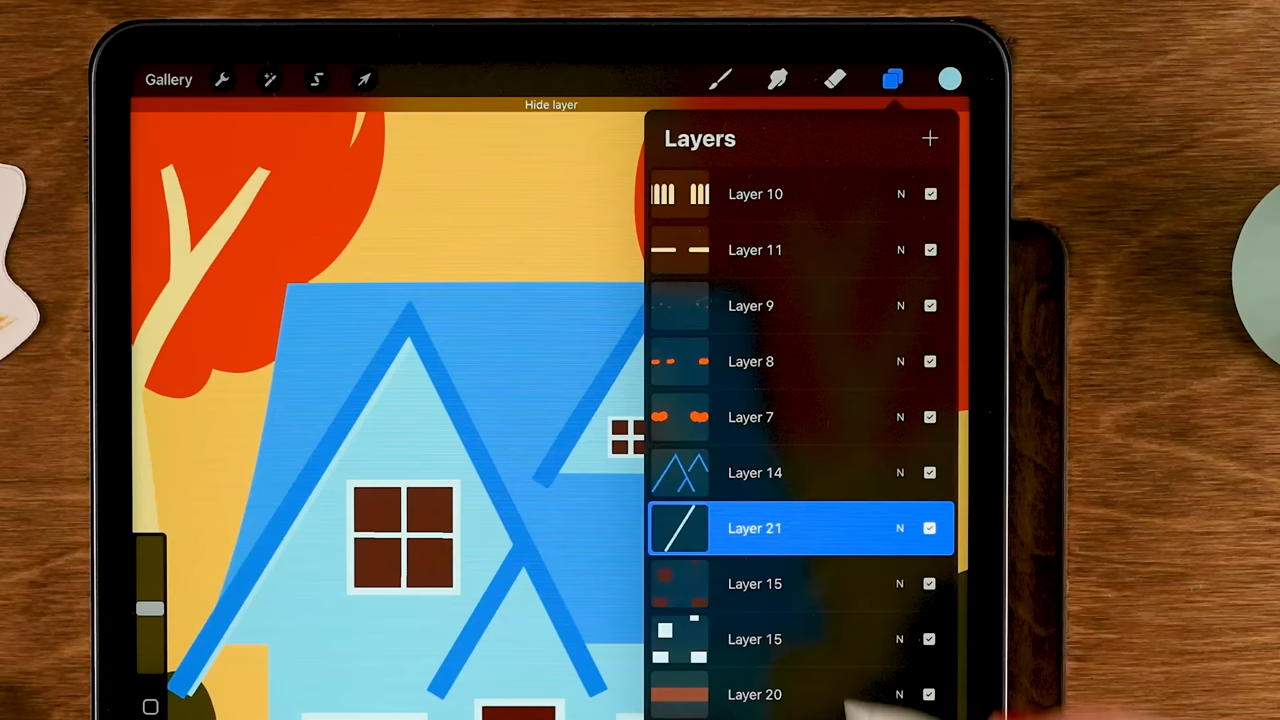 Gallery
Hide layer
Layers
Layer 10 N
Layer 11 N
Layer 9 N
Layer 8 N
Layer 7 N
Layer 14 N
Layer 21 N
Layer 15 N
Layer 15 N
Layer 20 N